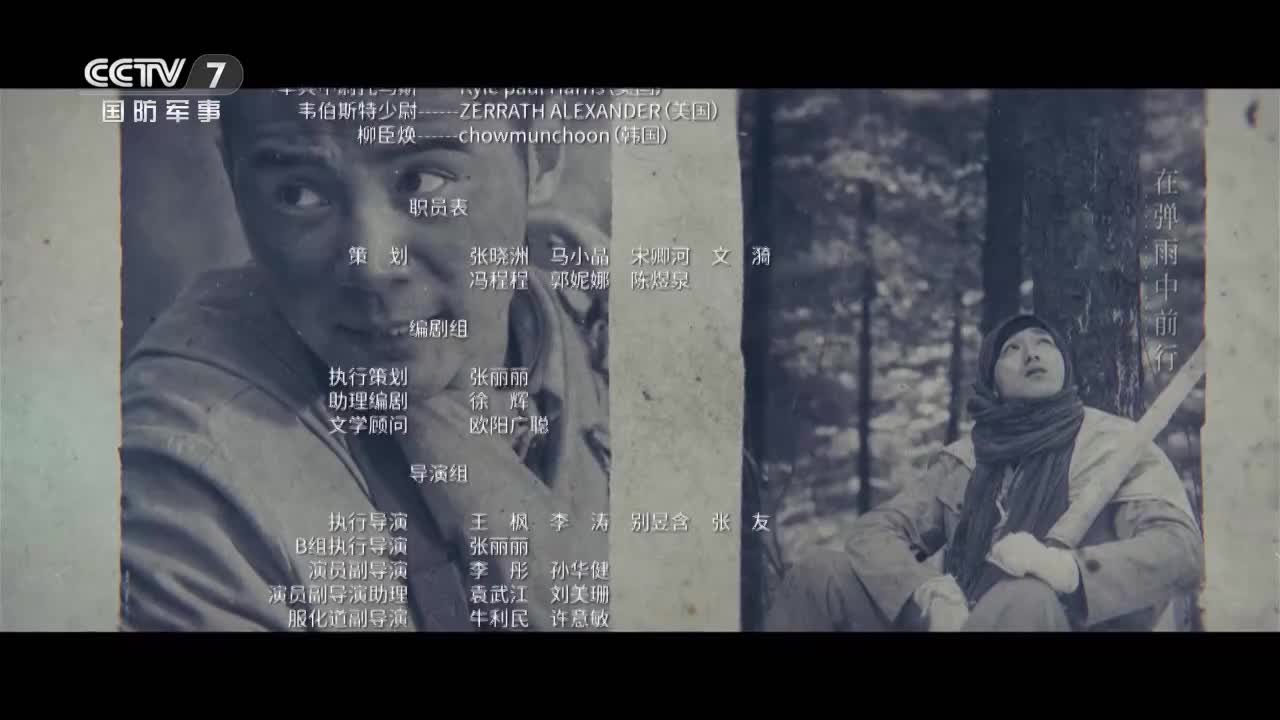 CCTV 7
国防军事
Kyle paul Harris(美国)
韦伯斯特少尉------ZERRATH ALEXANDER(美国)
柳臣焕------chowmunchoon(韩国)
职员表
策 划 张晓洲 马小晶 宋卿河 文 漪
冯程程 郭妮娜 陈煜泉
编剧组
执行策划 张丽丽
助理编剧 徐 辉
文学顾问 欧阳广聪
导演组
执行导演 王 枫 李 涛 别昱含 张 友
B组执行导演 张丽丽
演员副导演 李 彤 孙华健
演员副导演助理 袁武江 刘美珊
服化道副导演 牛利民 许意敏
在弹雨中前行